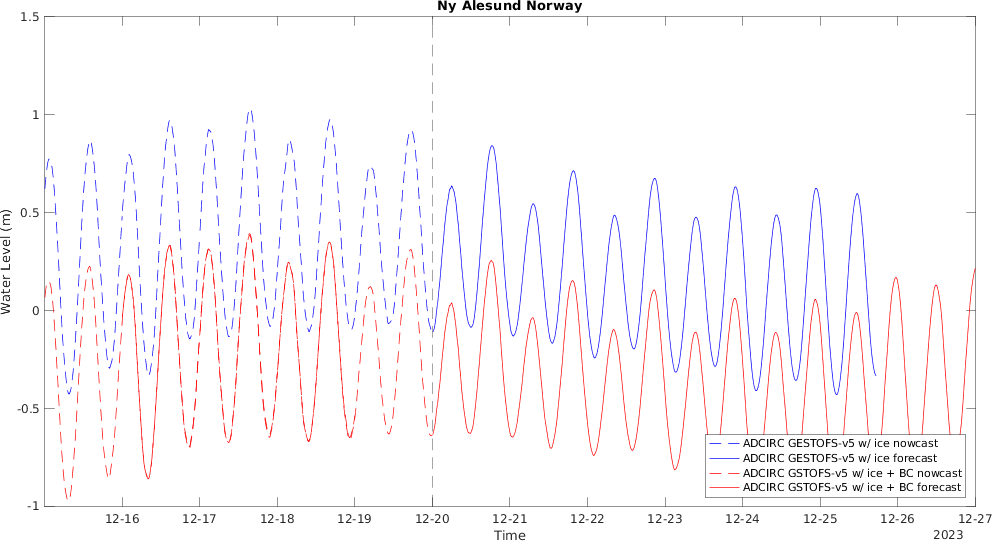 Ny Alesund Norway
1.5
1
0.5
0
-0.5
-1
Water Level (m)
12-16 12-17 12-18 12-19 12-20 12-21 12-22 12-23 12-24 12-25 12-26 12-27
Time
2023
ADCIRC GESTOFS-v5 w/ ice nowcast
ADCIRC GESTOFS-v5 w/ ice forecast
ADCIRC GSTOFS-v5 w/ ice + BC nowcast
ADCIRC GSTOFS-v5 w/ ice + BC forecast